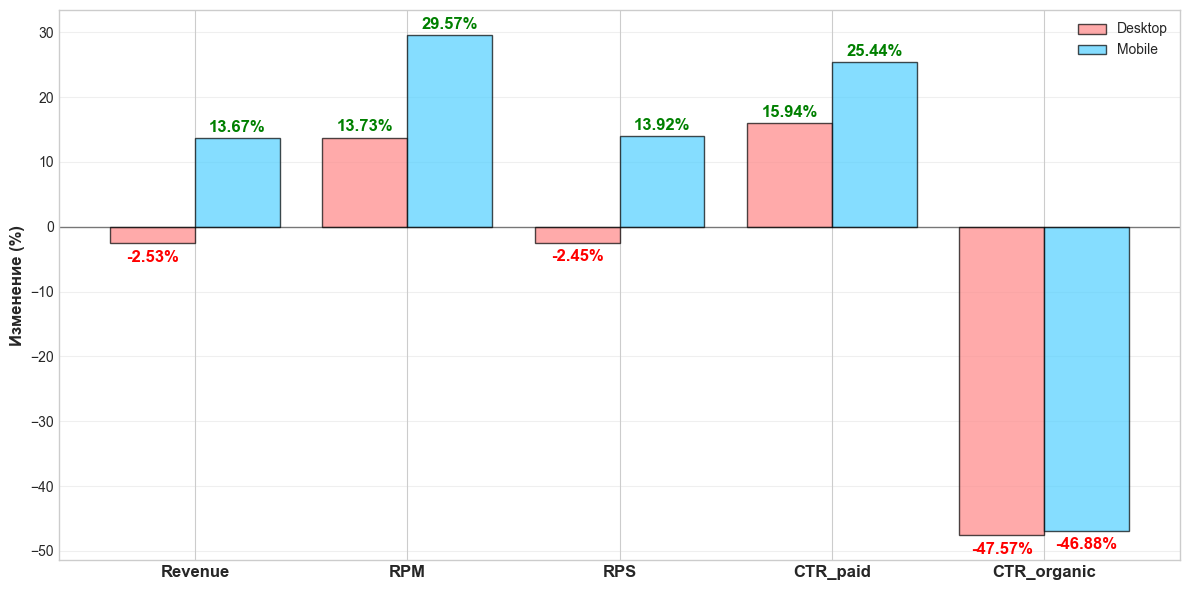 Изменение (%)
30
20
10
0
−10
−20
−30
−40
−50
-2.53%
13.67%
13.73%
29.57%
-2.45%
13.92%
15.94%
25.44%
-47.57%
-46.88%
Revenue
RPM
RPS
CTR_paid
CTR_organic
Desktop
Mobile